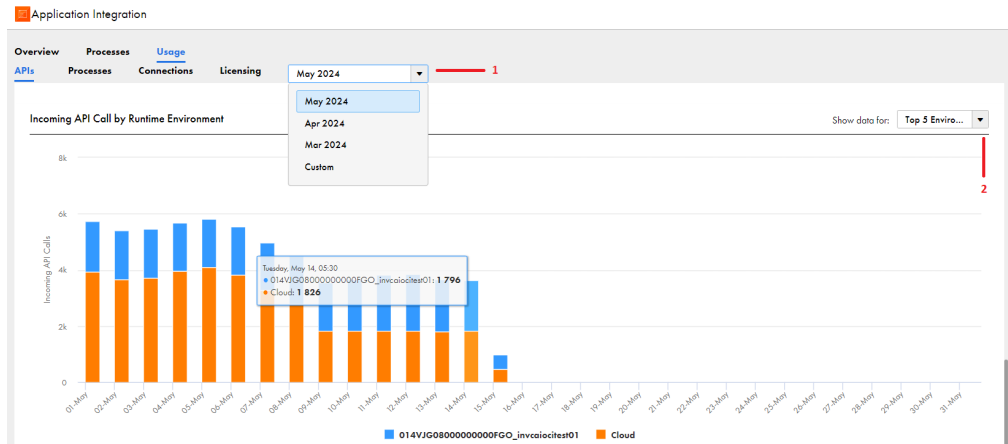 Application Integration
Overview Processes Usage
APIs Processes Connections Licensing May 2024 1
May 2024
Apr 2024
Mar 2024
Custom
Incoming API Call by Runtime Environment
Show data for: Top 5 Enviro...
2
8k
6k
4k
2k
0
Incoming API Calls
Tuesday, May 14, 05:30
014VJG08000000000FGO_invcaiocitest01: 1 796
Cloud: 1 826
01-May 02-May 03-May 04-May 05-May 06-May 07-May 08-May 09-May 10-May 11-May 12-May 13-May 14-May 15-May 16-May 17-May 18-May 19-May 20-May 21-May 22-May 23-May 24-May 25-May 26-May 27-May 28-May 29-May 30-May 31-May
014VJG08000000000FGO_invcaiocitest01 Cloud